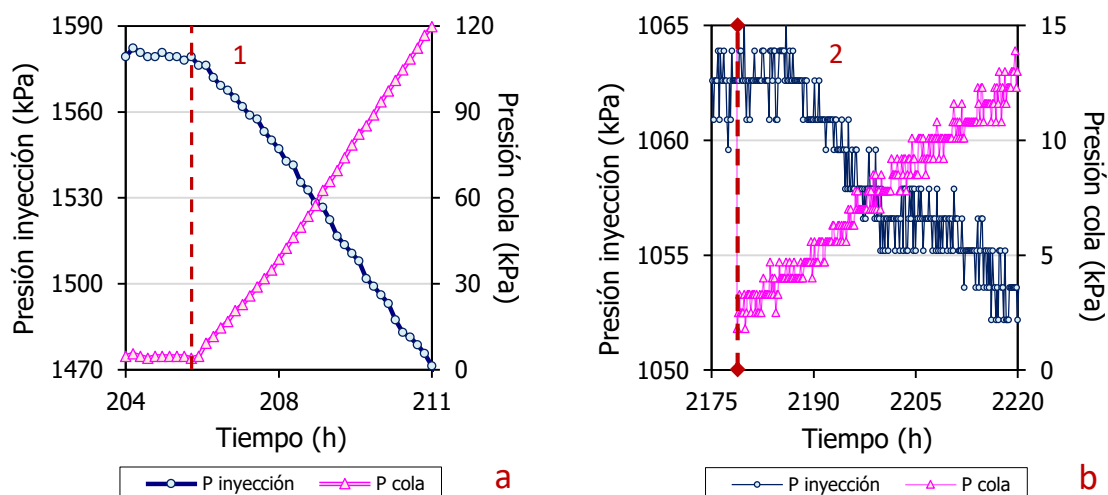 1590
1560
1530
1500
1470
Presión inyección (kPa)
1
120
90
60
30
0
Presión cola (kPa)
204
208
211
Tiempo (h)
P inyección
P cola
a
1065
1060
1055
1050
Presión inyección (kPa)
2
15
10
5
0
Presión cola (kPa)
2175
2190
2205
2220
Tiempo (h)
P inyección
P cola
b